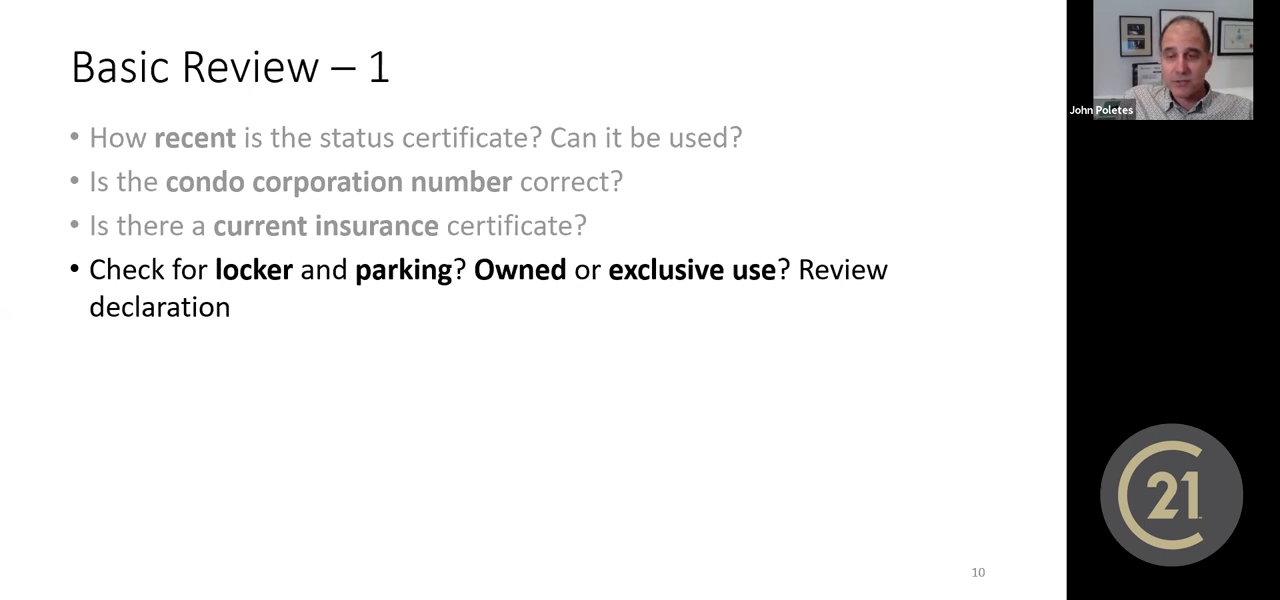 Basic Review – 1
• How recent is the status certificate? Can it be used?
• Is the condo corporation number correct?
• Is there a current insurance certificate?
• Check for locker and parking? Owned or exclusive use? Review
declaration
10
John Poletes
C21